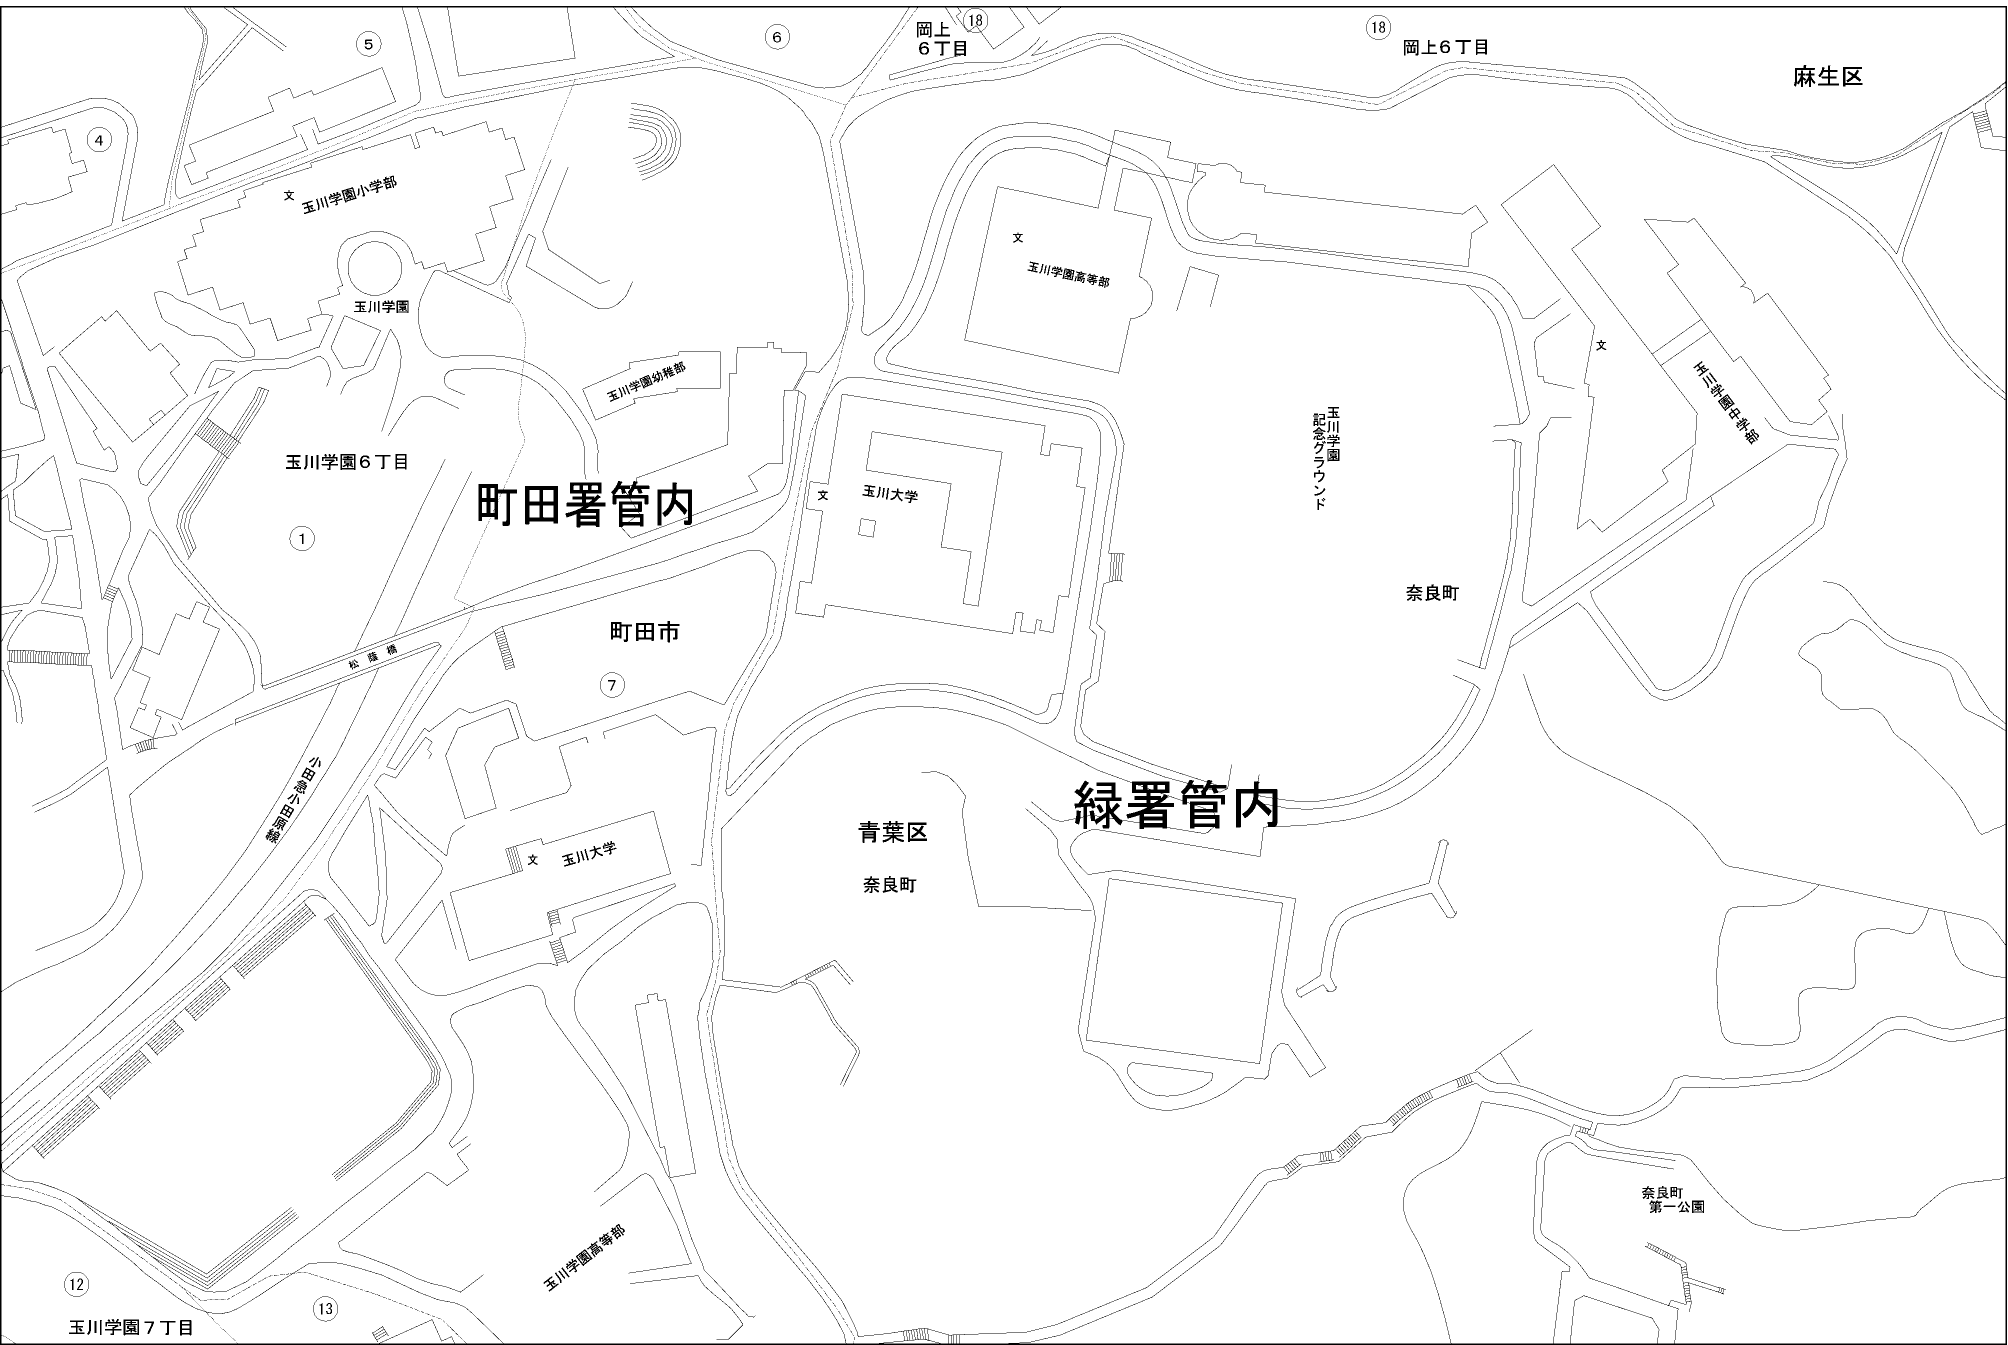 ⑱
岡上
６丁目
⑱
岡上６丁目
麻生区
⑤
⑥
④
文
玉川学園小学部
玉川学園
文
玉川学園高等部
文
玉川学園中学部
玉川学園幼稚部
玉川学園
記念グラウンド
玉川学園６丁目
町田署管内
文
玉川大学
①
奈良町
町田市
松蔭橋
⑦
小田急小田原線
緑署管内
青葉区
文
玉川大学
奈良町
奈良町
第一公園
玉川学園高等部
⑫
⑬
玉川学園７丁目